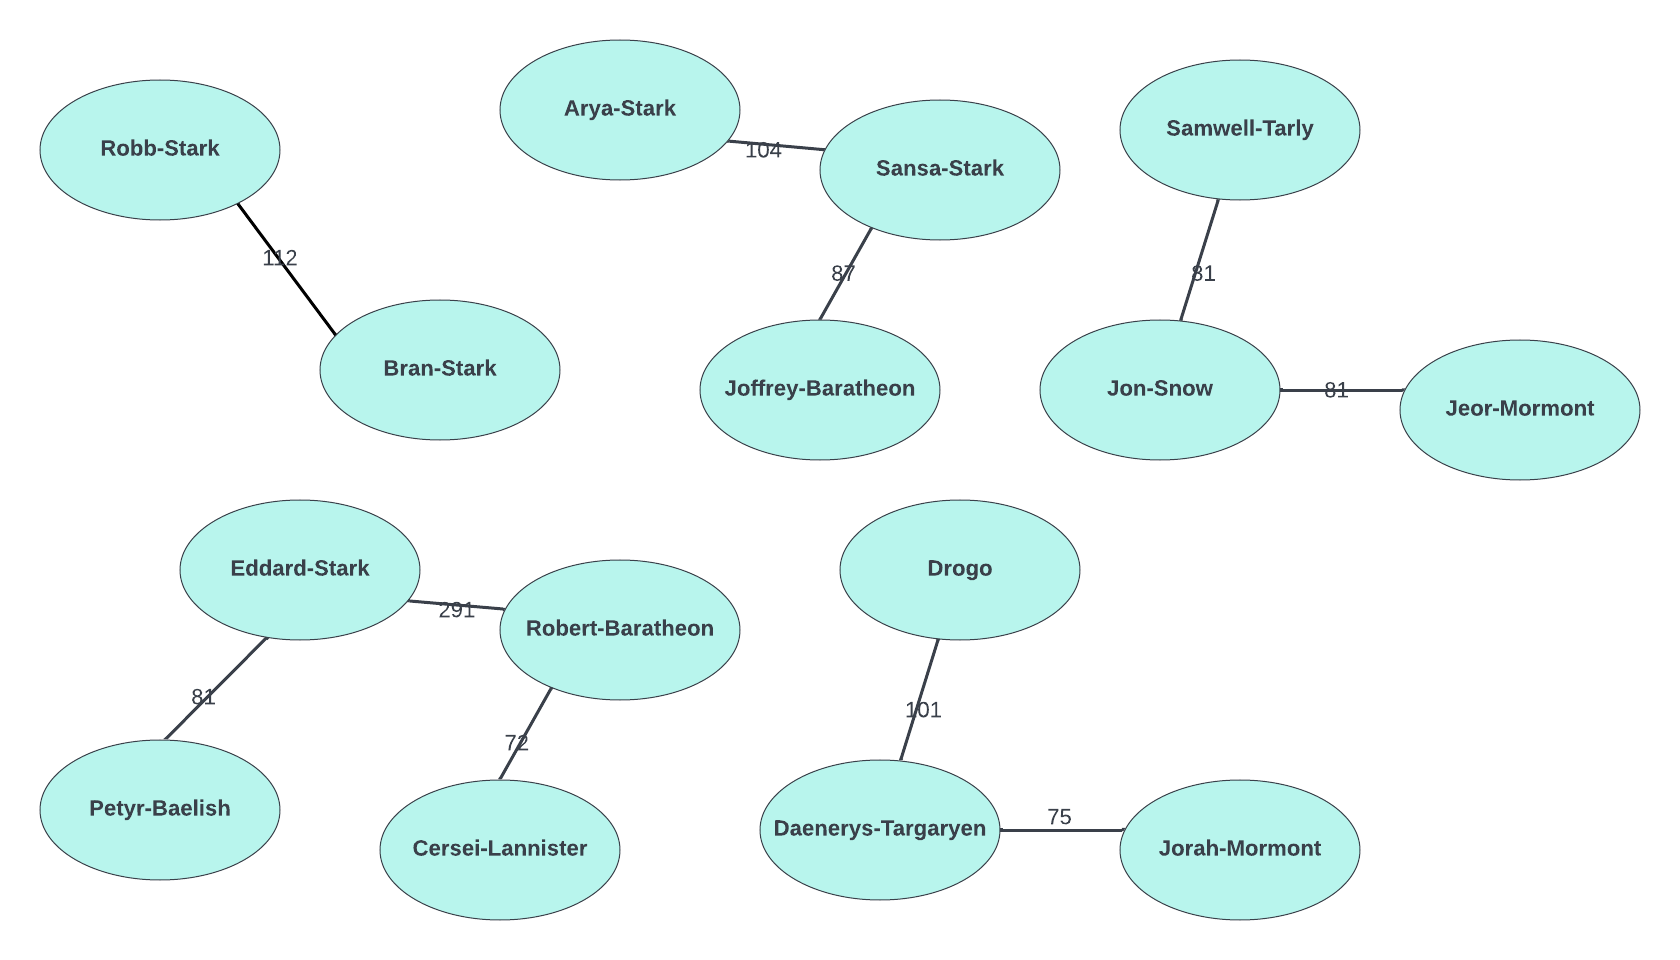 Robb-Stark
Arya-Stark
Sansa-Stark
Samwell-Tarly
104
112
87
81
Bran-Stark
Joffrey-Baratheon
Jon-Snow
81
Jeor-Mormont
Eddard-Stark
291
Robert-Baratheon
Drogo
81
72
101
Petyr-Baelish
Cersei-Lannister
Daenerys-Targaryen
75
Jorah-Mormont